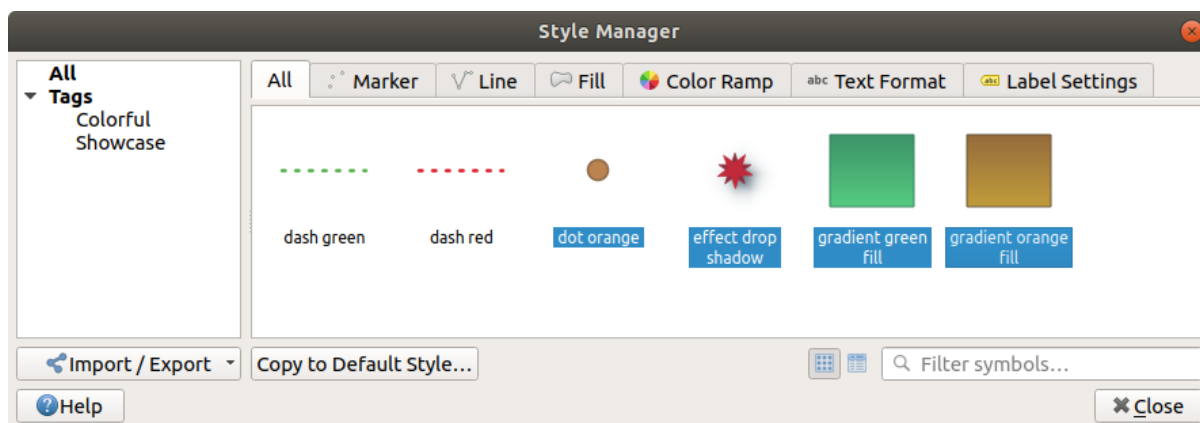 Style Manager
All
Tags
Colorful
Showcase
All Marker Line Fill Color Ramp abc Text Format abc Label Settings
dash green dash red dot orange effect drop shadow gradient green fill gradient orange fill
Import / Export Copy to Default Style... Filter symbols...
Help Close